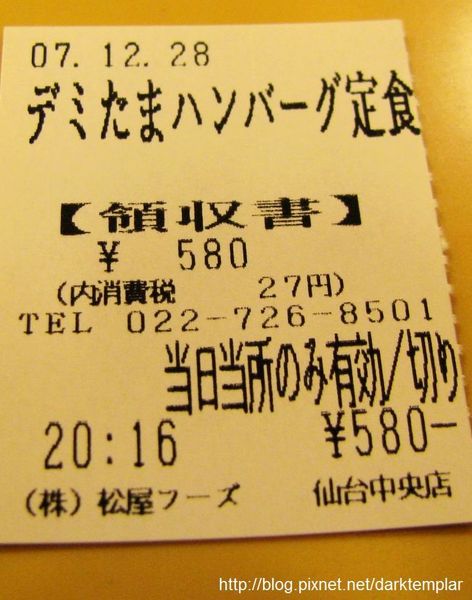 07.12.28
デミたまハンバーグ定食
【領収書】
¥ 580
(内消費税 27円)
TEL 022-726-8501
当日当所のみ有効/切り
20:16 ¥580-
(株)松屋フーズ 仙台中央店
http://blog.pixnet.net/darktemplar